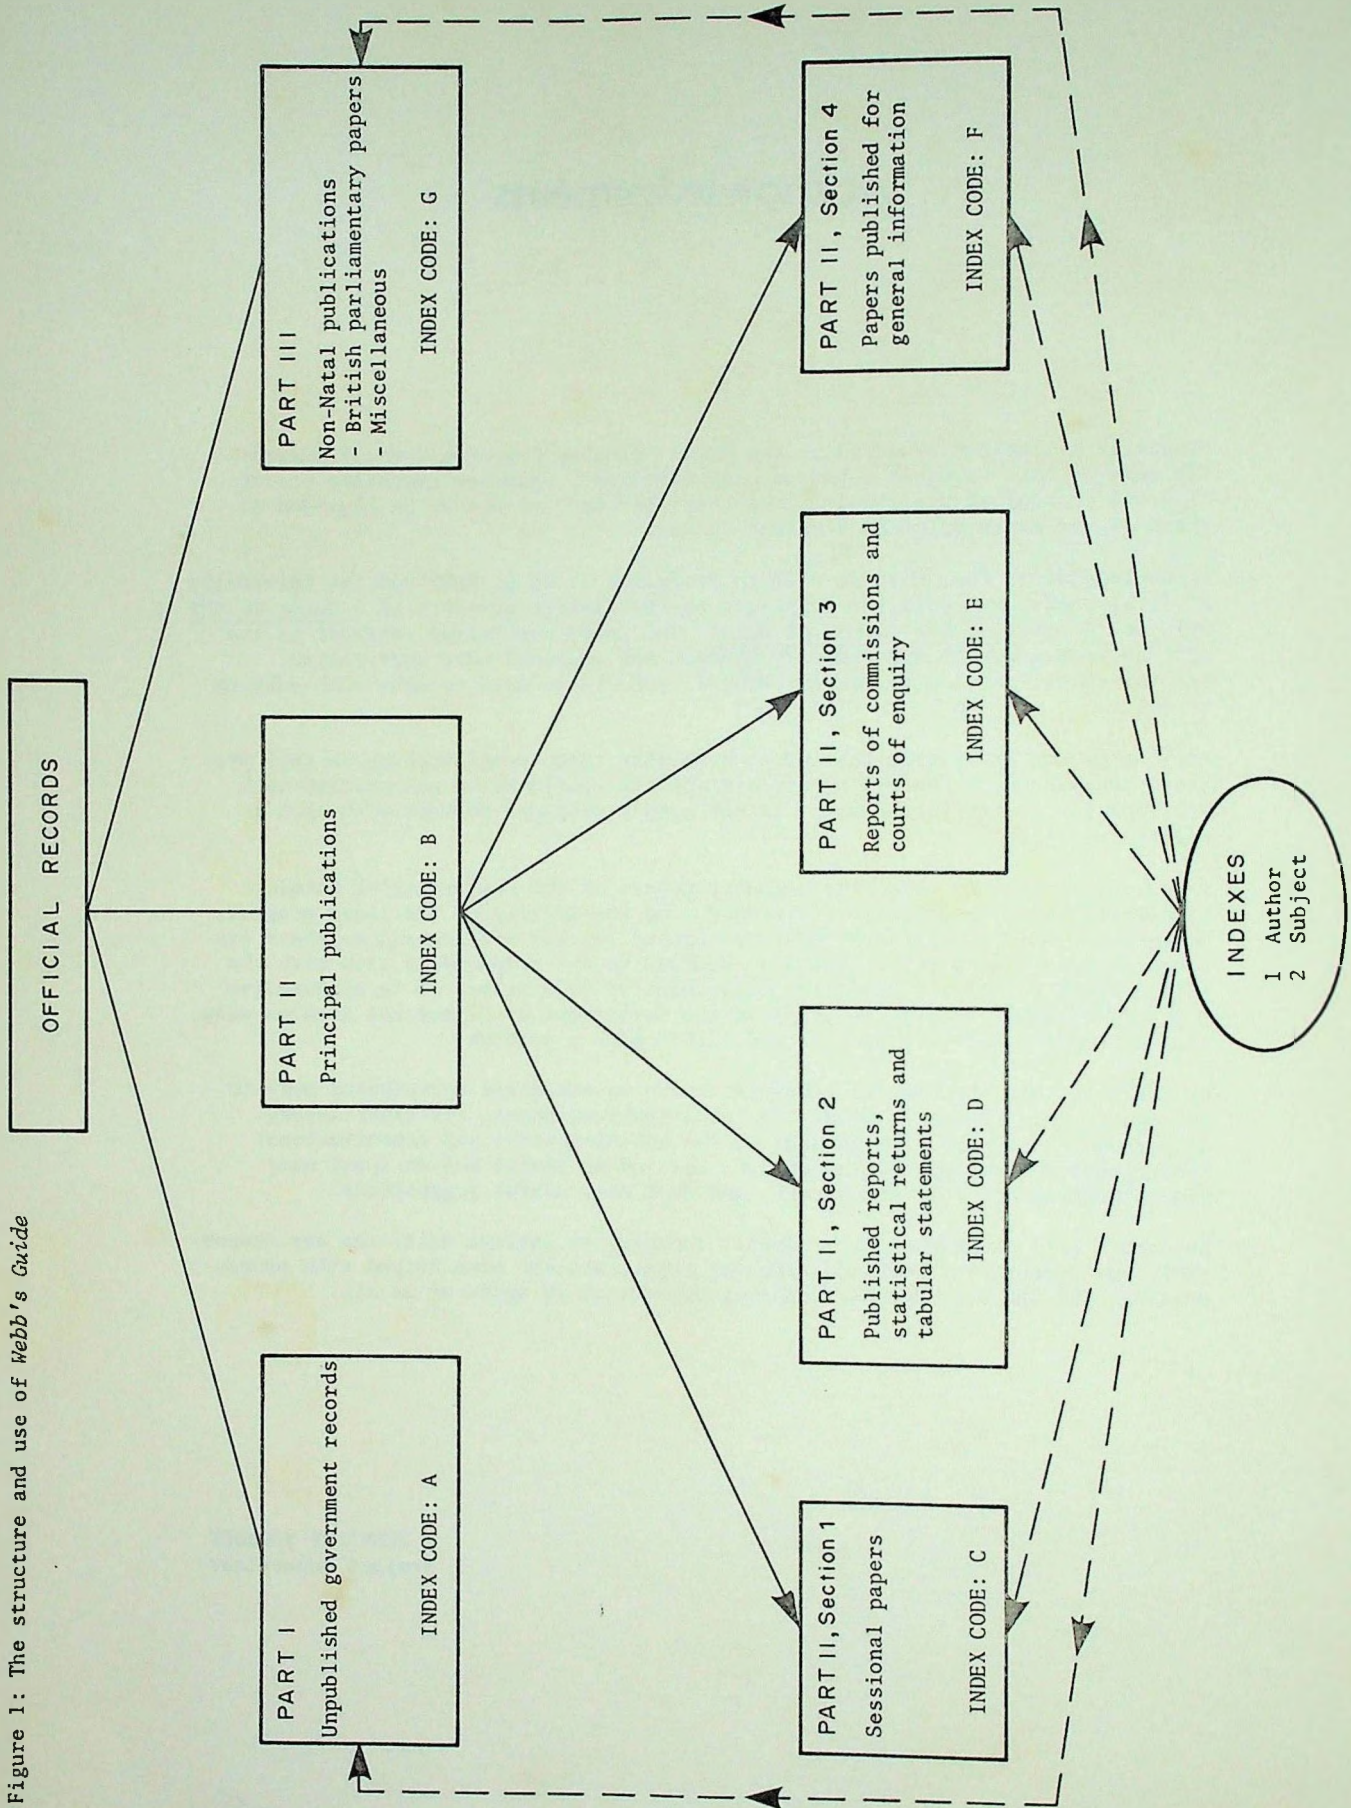 Figure 1: The structure and use of Webb's Guide
OFFICIAL RECORDS
PART I
Unpublished government records
INDEX CODE: A
PART II
Principal publications
INDEX CODE: B
PART III
Non-Natal publications
- British parliamentary papers
- Miscellaneous
INDEX CODE: G
PART II, Section 1
Sessional papers
INDEX CODE: C
PART II, Section 2
Published reports,
statistical returns and
tabular statements
INDEX CODE: D
PART II, Section 3
Reports of commissions and
courts of enquiry
INDEX CODE: E
PART II, Section 4
Papers published for
general information
INDEX CODE: F
INDEXES
1 Author
2 Subject